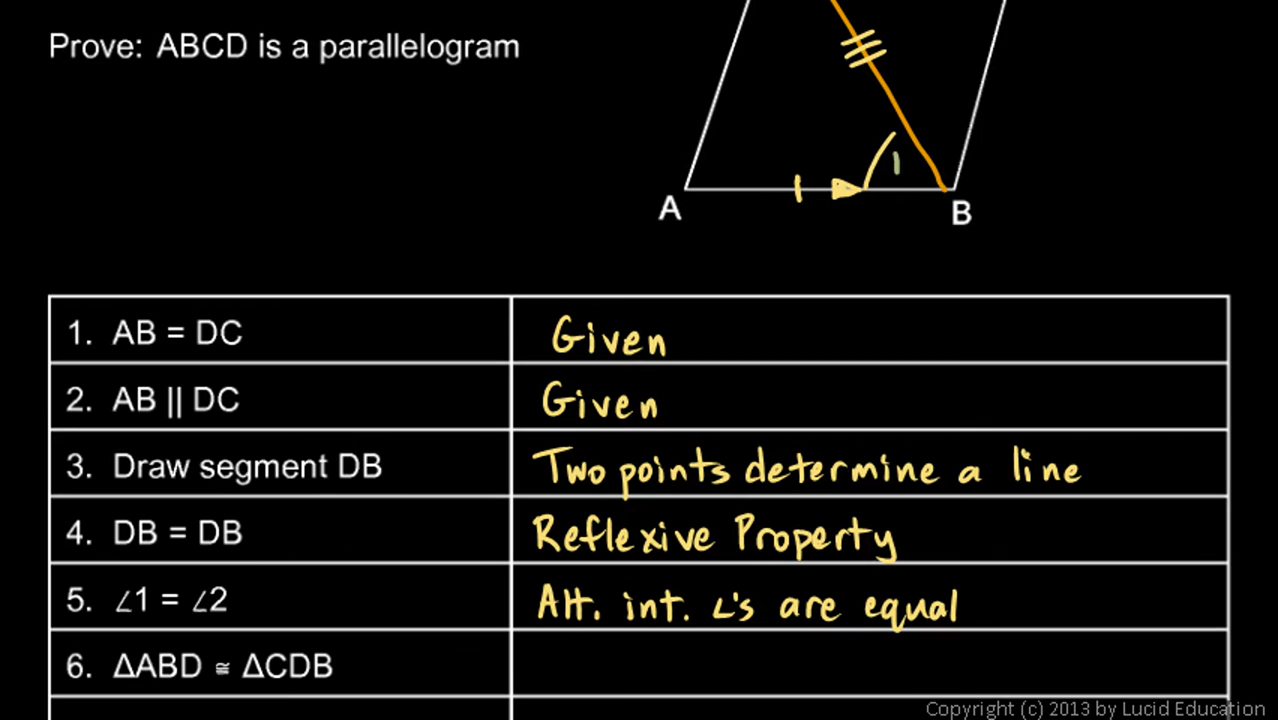 Prove: ABCD is a parallelogram
1
A
B
1. AB = DC
Given
2. AB || DC
Given
3. Draw segment DB
Two points determine a line
4. DB = DB
Reflexive Property
5. ∠1 = ∠2
Alt. int. ∠'s are equal
6. ΔABD ≅ ΔCDB
Copyright (c) 2013 by Lucid Education